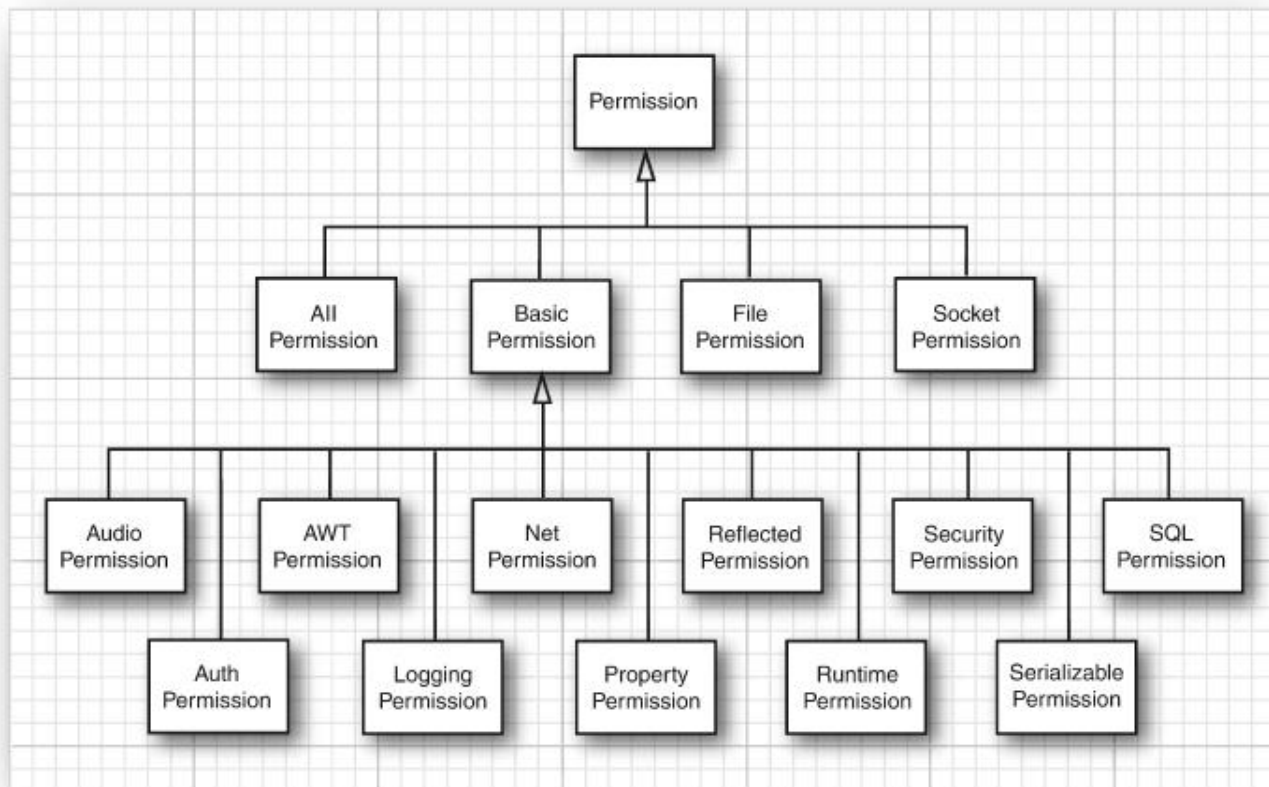 Permission
All
Permission
Basic
Permission
File
Permission
Socket
Permission
Audio
Permission
AWT
Permission
Net
Permission
Reflected
Permission
Security
Permission
SQL
Permission
Auth
Permission
Logging
Permission
Property
Permission
Runtime
Permission
Serializable
Permission